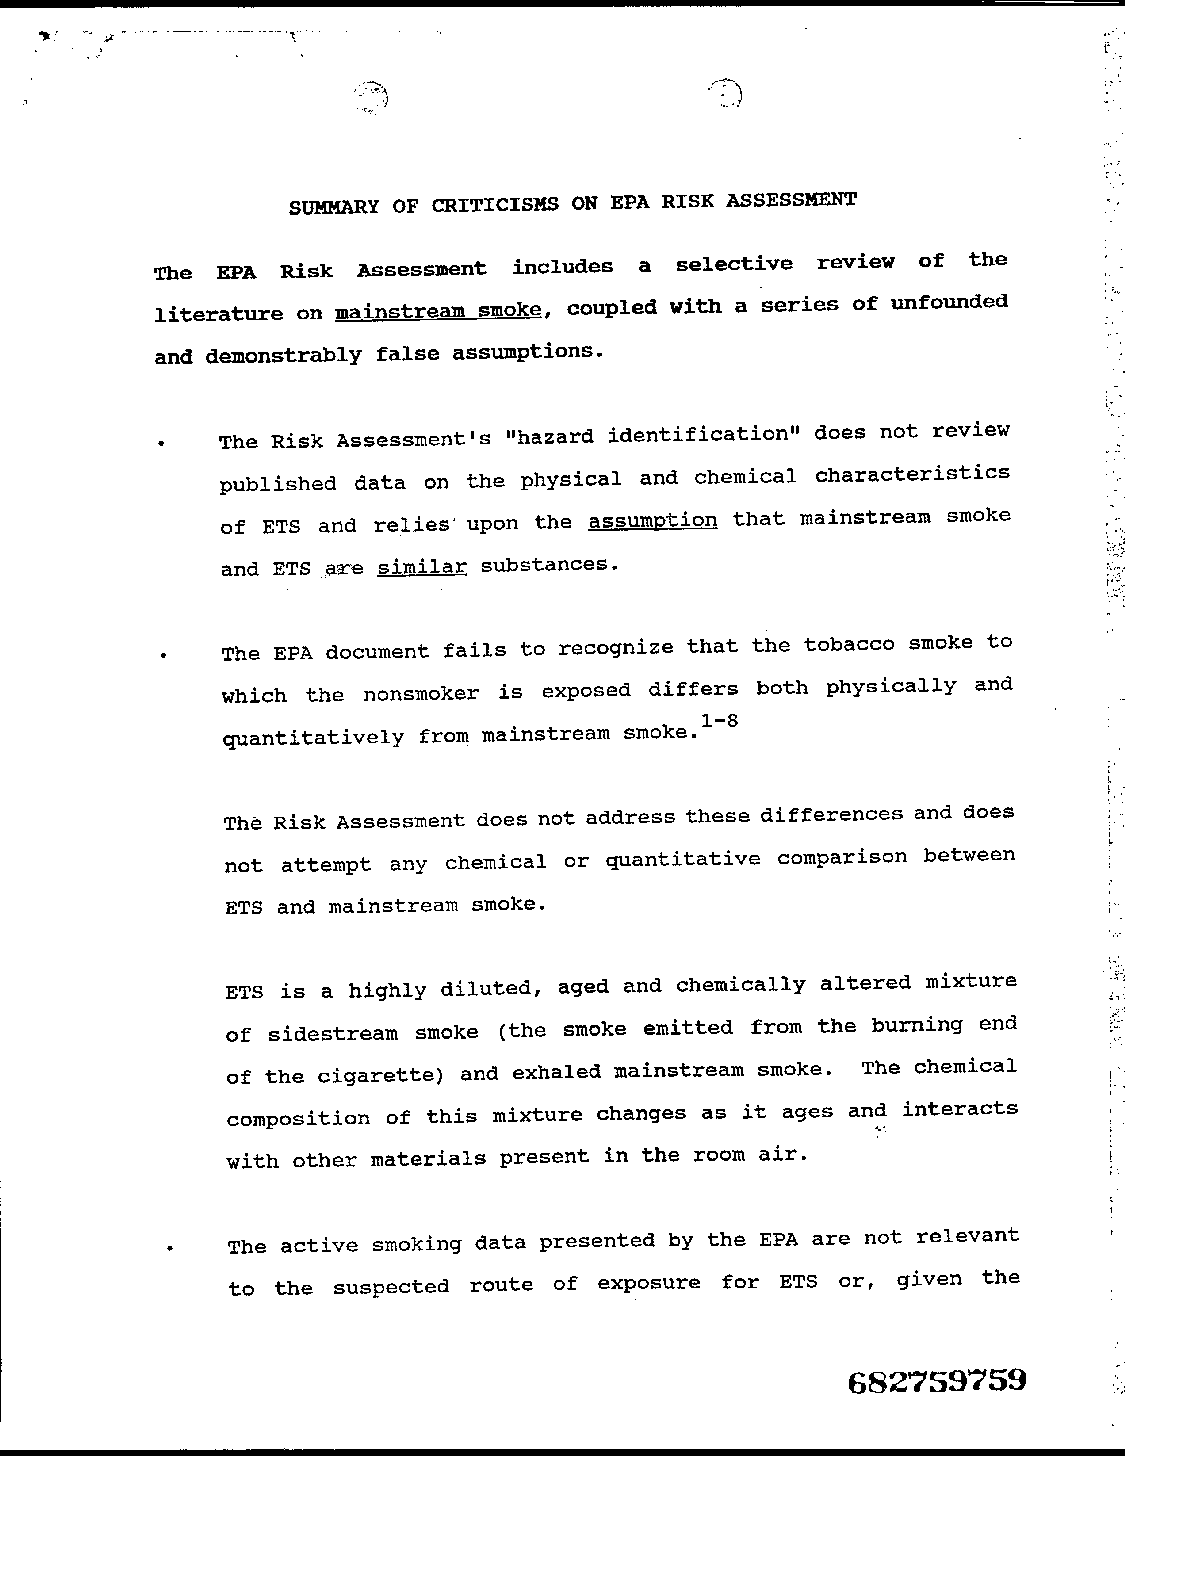 SUMMARY OF CRITICISMS ON EPA RISK ASSESSMENT
The EPA Risk Assessment includes a selective review of the
literature on mainstream smoke, coupled with a series of unfounded
and demonstrably false assumptions.
• The Risk Assessment's "hazard identification" does not review
published data on the physical and chemical characteristics
of ETS and relies upon the assumption that mainstream smoke
and ETS are similar substances.
• The EPA document fails to recognize that the tobacco smoke to
which the nonsmoker is exposed differs both physically and
quantitatively from mainstream smoke.1-8
The Risk Assessment does not address these differences and does
not attempt any chemical or quantitative comparison between
ETS and mainstream smoke.
ETS is a highly diluted, aged and chemically altered mixture
of sidestream smoke (the smoke emitted from the burning end
of the cigarette) and exhaled mainstream smoke. The chemical
composition of this mixture changes as it ages and interacts
with other materials present in the room air.
• The active smoking data presented by the EPA are not relevant
to the suspected route of exposure for ETS or, given the
682759759